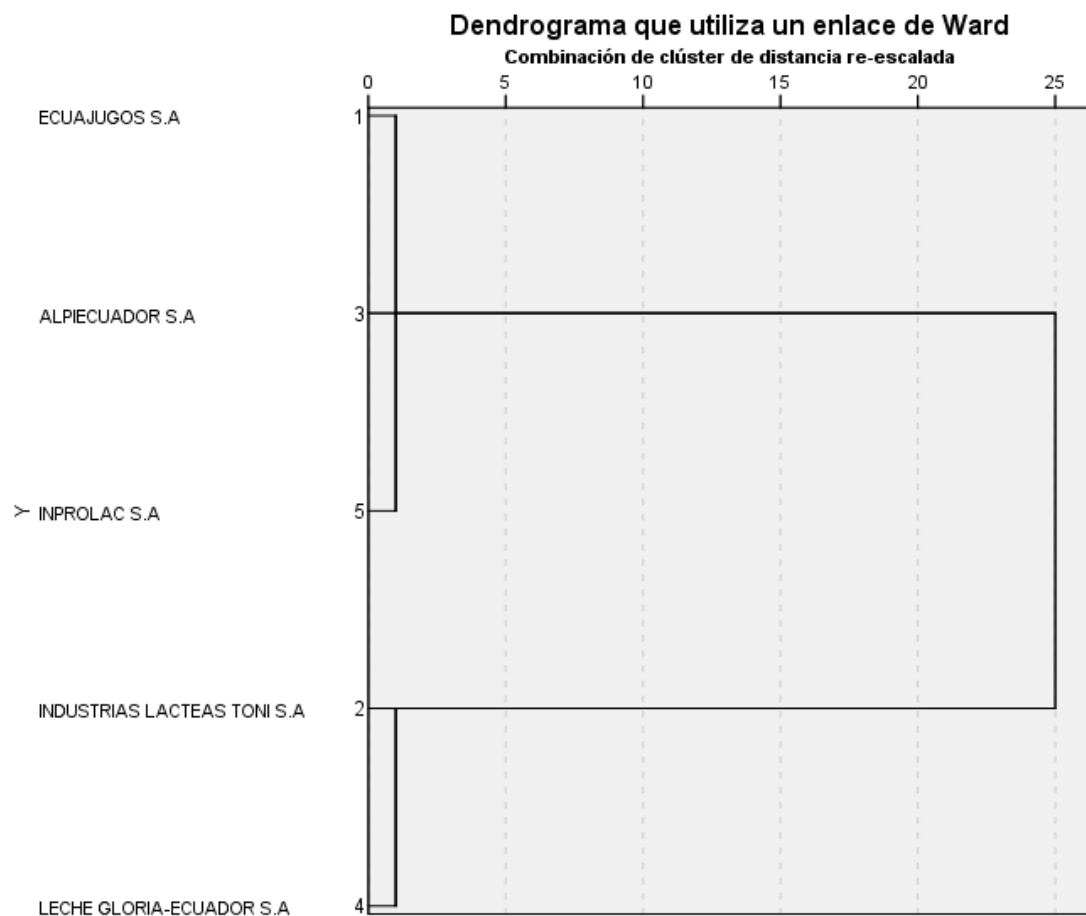 Dendrograma que utiliza un enlace de Ward
Combinación de clúster de distancia re-escalada
0 5 10 15 20 25
ECUAJUGOS S.A 1
ALPIECUADOR S.A 3
Y INPROLAC S.A 5
INDUSTRIAS LACTEAS TONI S.A 2
LECHE GLORIA-ECUADOR S.A 4